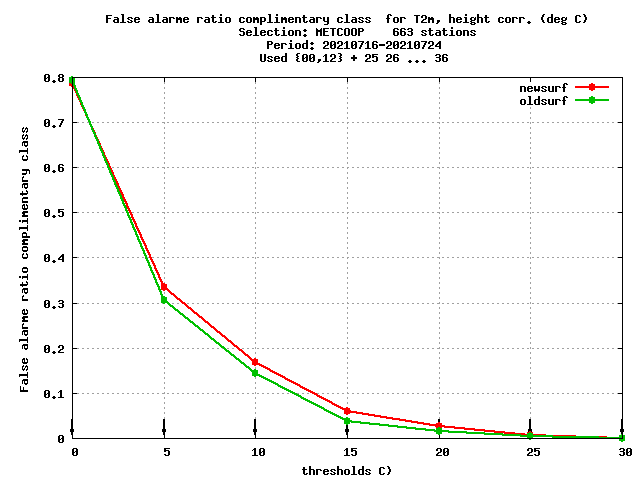 False alarme ratio complimentary class  for T2m, height corr. (deg C)
Selection: METCOOP    663 stations
Period: 20210716-20210724
Used {00,12} + 25 26 ... 36
newsurf
oldsurf
False alarme ratio complimentary class
0.8
0.7
0.6
0.5
0.4
0.3
0.2
0.1
0
0 5 10 15 20 25 30
thresholds C)